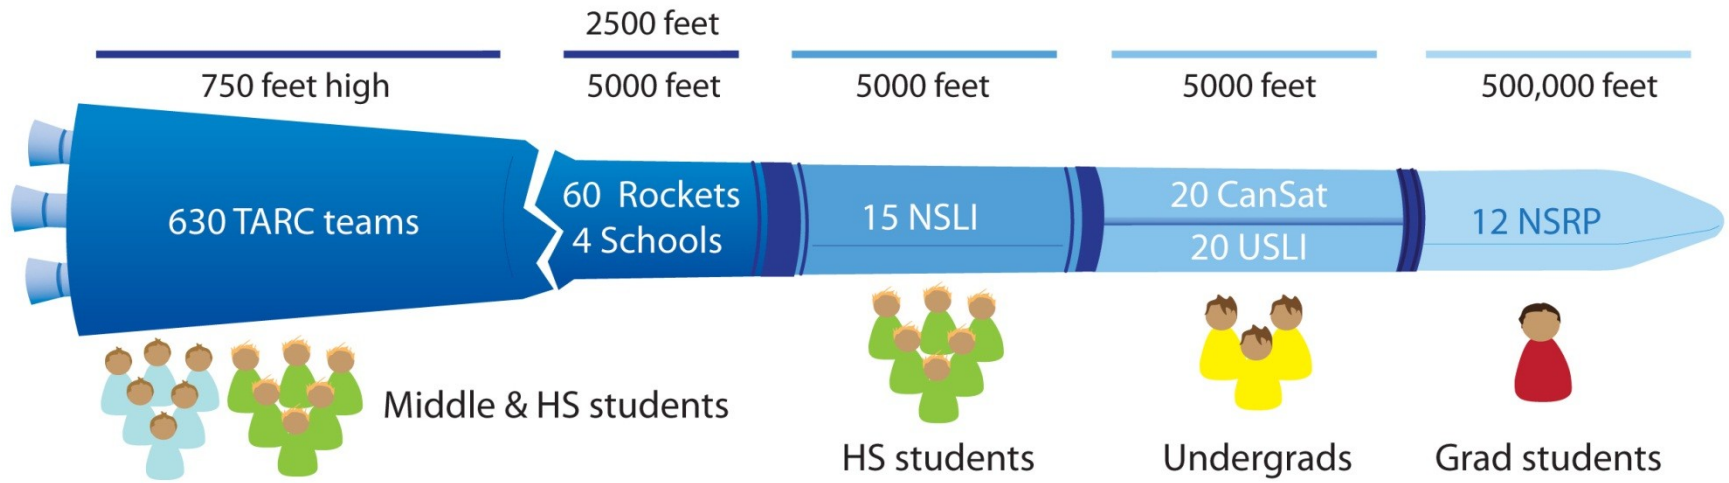 2500 feet
750 feet high
5000 feet
5000 feet
5000 feet
500,000 feet
630 TARC teams
60 Rockets
4 Schools
15 NSLI
20 CanSat
20 USLI
12 NSRP
Middle & HS students
HS students
Undergrads
Grad students